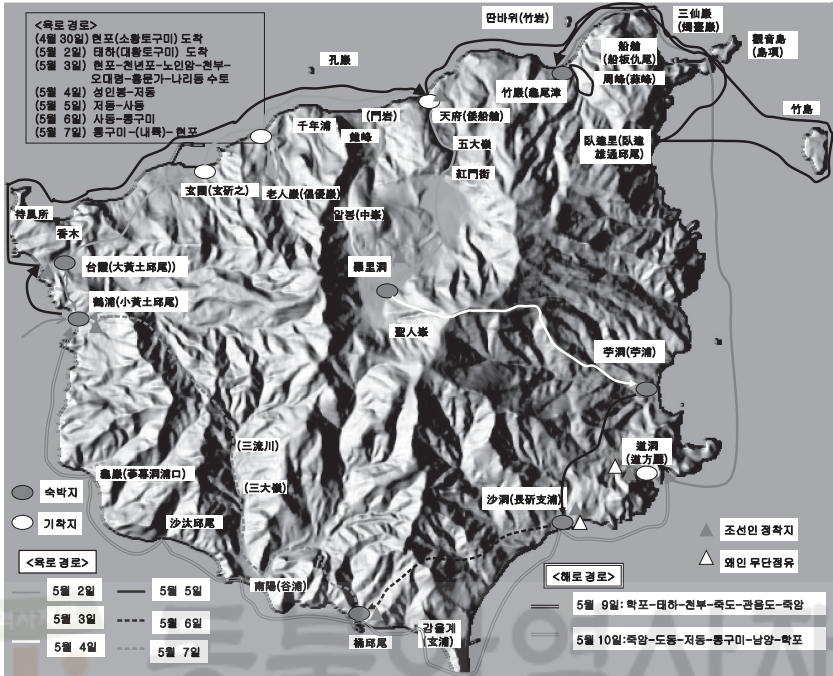 <육로 경로>
(4월 30일) 현포(소황토구미) 도착
(5월 2일) 태하(대황토구미) 도착
(5월 3일) 현포-천년포-노인암-천부-
오대령-홍문가-나리동 수토
(5월 4일) 성인봉-저동
(5월 5일) 저동-사동
(5월 6일) 사동-통구미
(5월 7일) 통구미-(내륙)-현포
孔巖
딴바위(竹岩)
三仙巖
(燭臺巖)
船艙
(船板仇尾)
觀音島
(島項)
周峰(蒜峰)
竹巖(龜尾津)
竹島
(門岩)
天府(倭船艙)
千年浦
錐峰
五大嶺
臥達里(臥達
雄通邱尾)
紅門街
玄圃(玄斫之)
老人巖(倡優巖)
알봉(中峯)
待風所
香木
台霞(大黃土邱尾))
羅里洞
鶴浦(小黃土邱尾)
聖人峯
苧洞(苧浦)
(三流川)
道洞
(道方廳)
龜巖(夢募洞浦口)
(三大嶺)
沙洞(長斫支浦)
숙박지
기착지
沙汰邱尾
조선인 정착지
왜인 무단점유
<육로 경로>
南陽(谷浦)
<해로 경로>
5월 2일
5월 5일
5월 9일: 학포-태하-천부-죽도-관음도-죽암
5월 3일
5월 6일
감을계
(玄浦)
桶邱尾
5월 4일
5월 7일
5월 10일:죽암-도동-저동-통구미-남양-학포